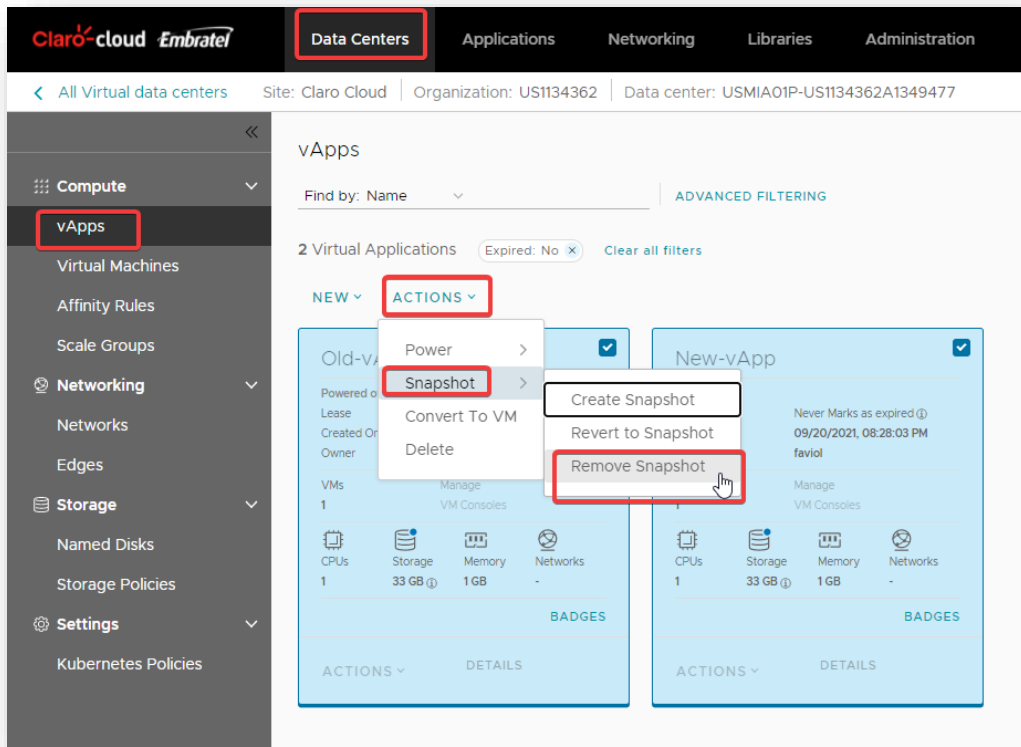 Claro-cloud Embratel Data Centers Applications Networking Libraries Administration
All Virtual data centers Site: Claro Cloud Organization: US1134362 Data center: USMIA01P-US1134362A1349477
vApps
Find by: Name ADVANCED FILTERING
2 Virtual Applications Expired: No Clear all filters
NEW ACTIONS
Compute
vApps
Virtual Machines
Affinity Rules
Scale Groups
Networking
Networks
Edges
Storage
Named Disks
Storage Policies
Settings
Kubernetes Policies
Power
Snapshot
Convert To VM
Delete
Create Snapshot
Revert to Snapshot
Remove Snapshot
Old-vA
Powered o
Lease
Created On
Owner
VMs Manage
1 VM Consoles
CPUs Storage Memory Networks
1 33 GB 1 GB -
BADGES
ACTIONS DETAILS
New-vApp
Never Marks as expired
09/20/2021, 08:28:03 PM
faviol
Manage
1 VM Consoles
CPUs Storage Memory Networks
1 33 GB 1 GB -
BADGES
ACTIONS DETAILS